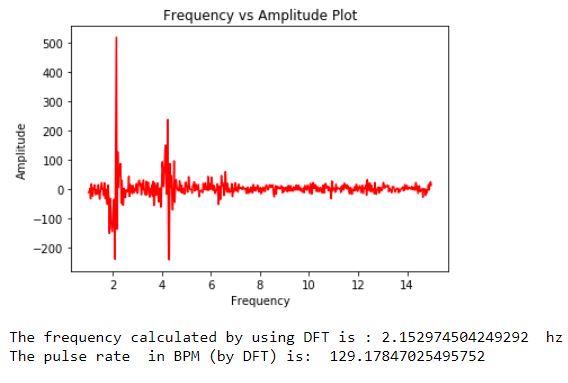 Frequency vs Amplitude Plot
500
400
300
200
100
0
−100
−200
Amplitude
2 4 6 8 10 12 14
Frequency
The frequency calculated by using DFT is : 2.152974504249292 hz
The pulse rate in BPM (by DFT) is: 129.17847025495752